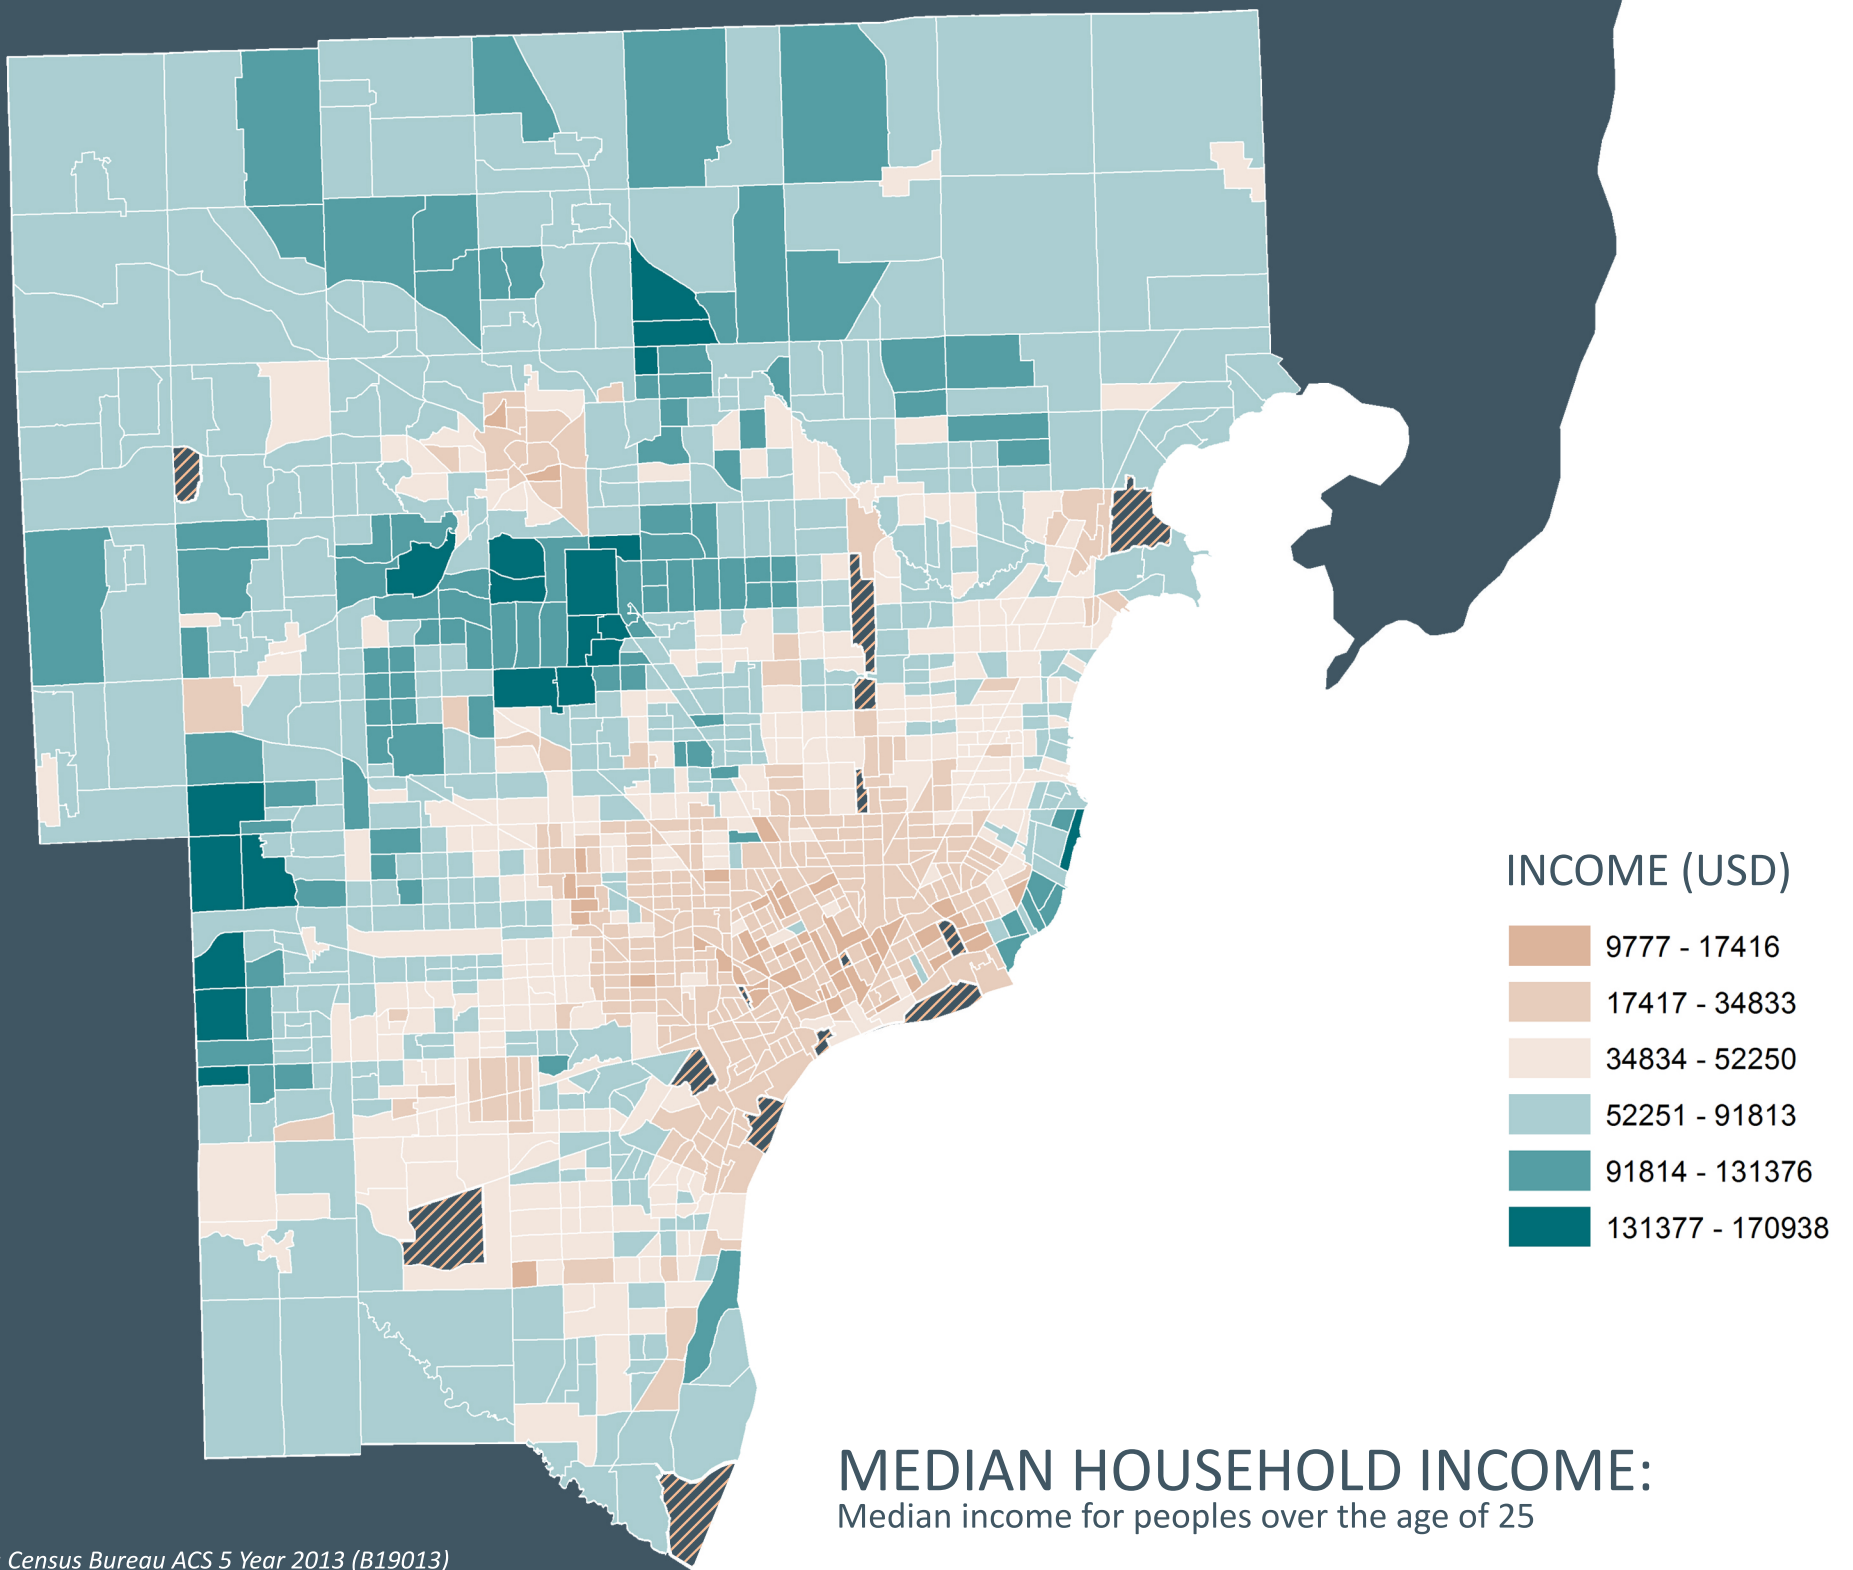 INCOME (USD)
9777 - 17416
17417 - 34833
34834 - 52250
52251 - 91813
91814 - 131376
131377 - 170938
MEDIAN HOUSEHOLD INCOME:
Median income for peoples over the age of 25
Census Bureau ACS 5 Year 2013 (B19013)